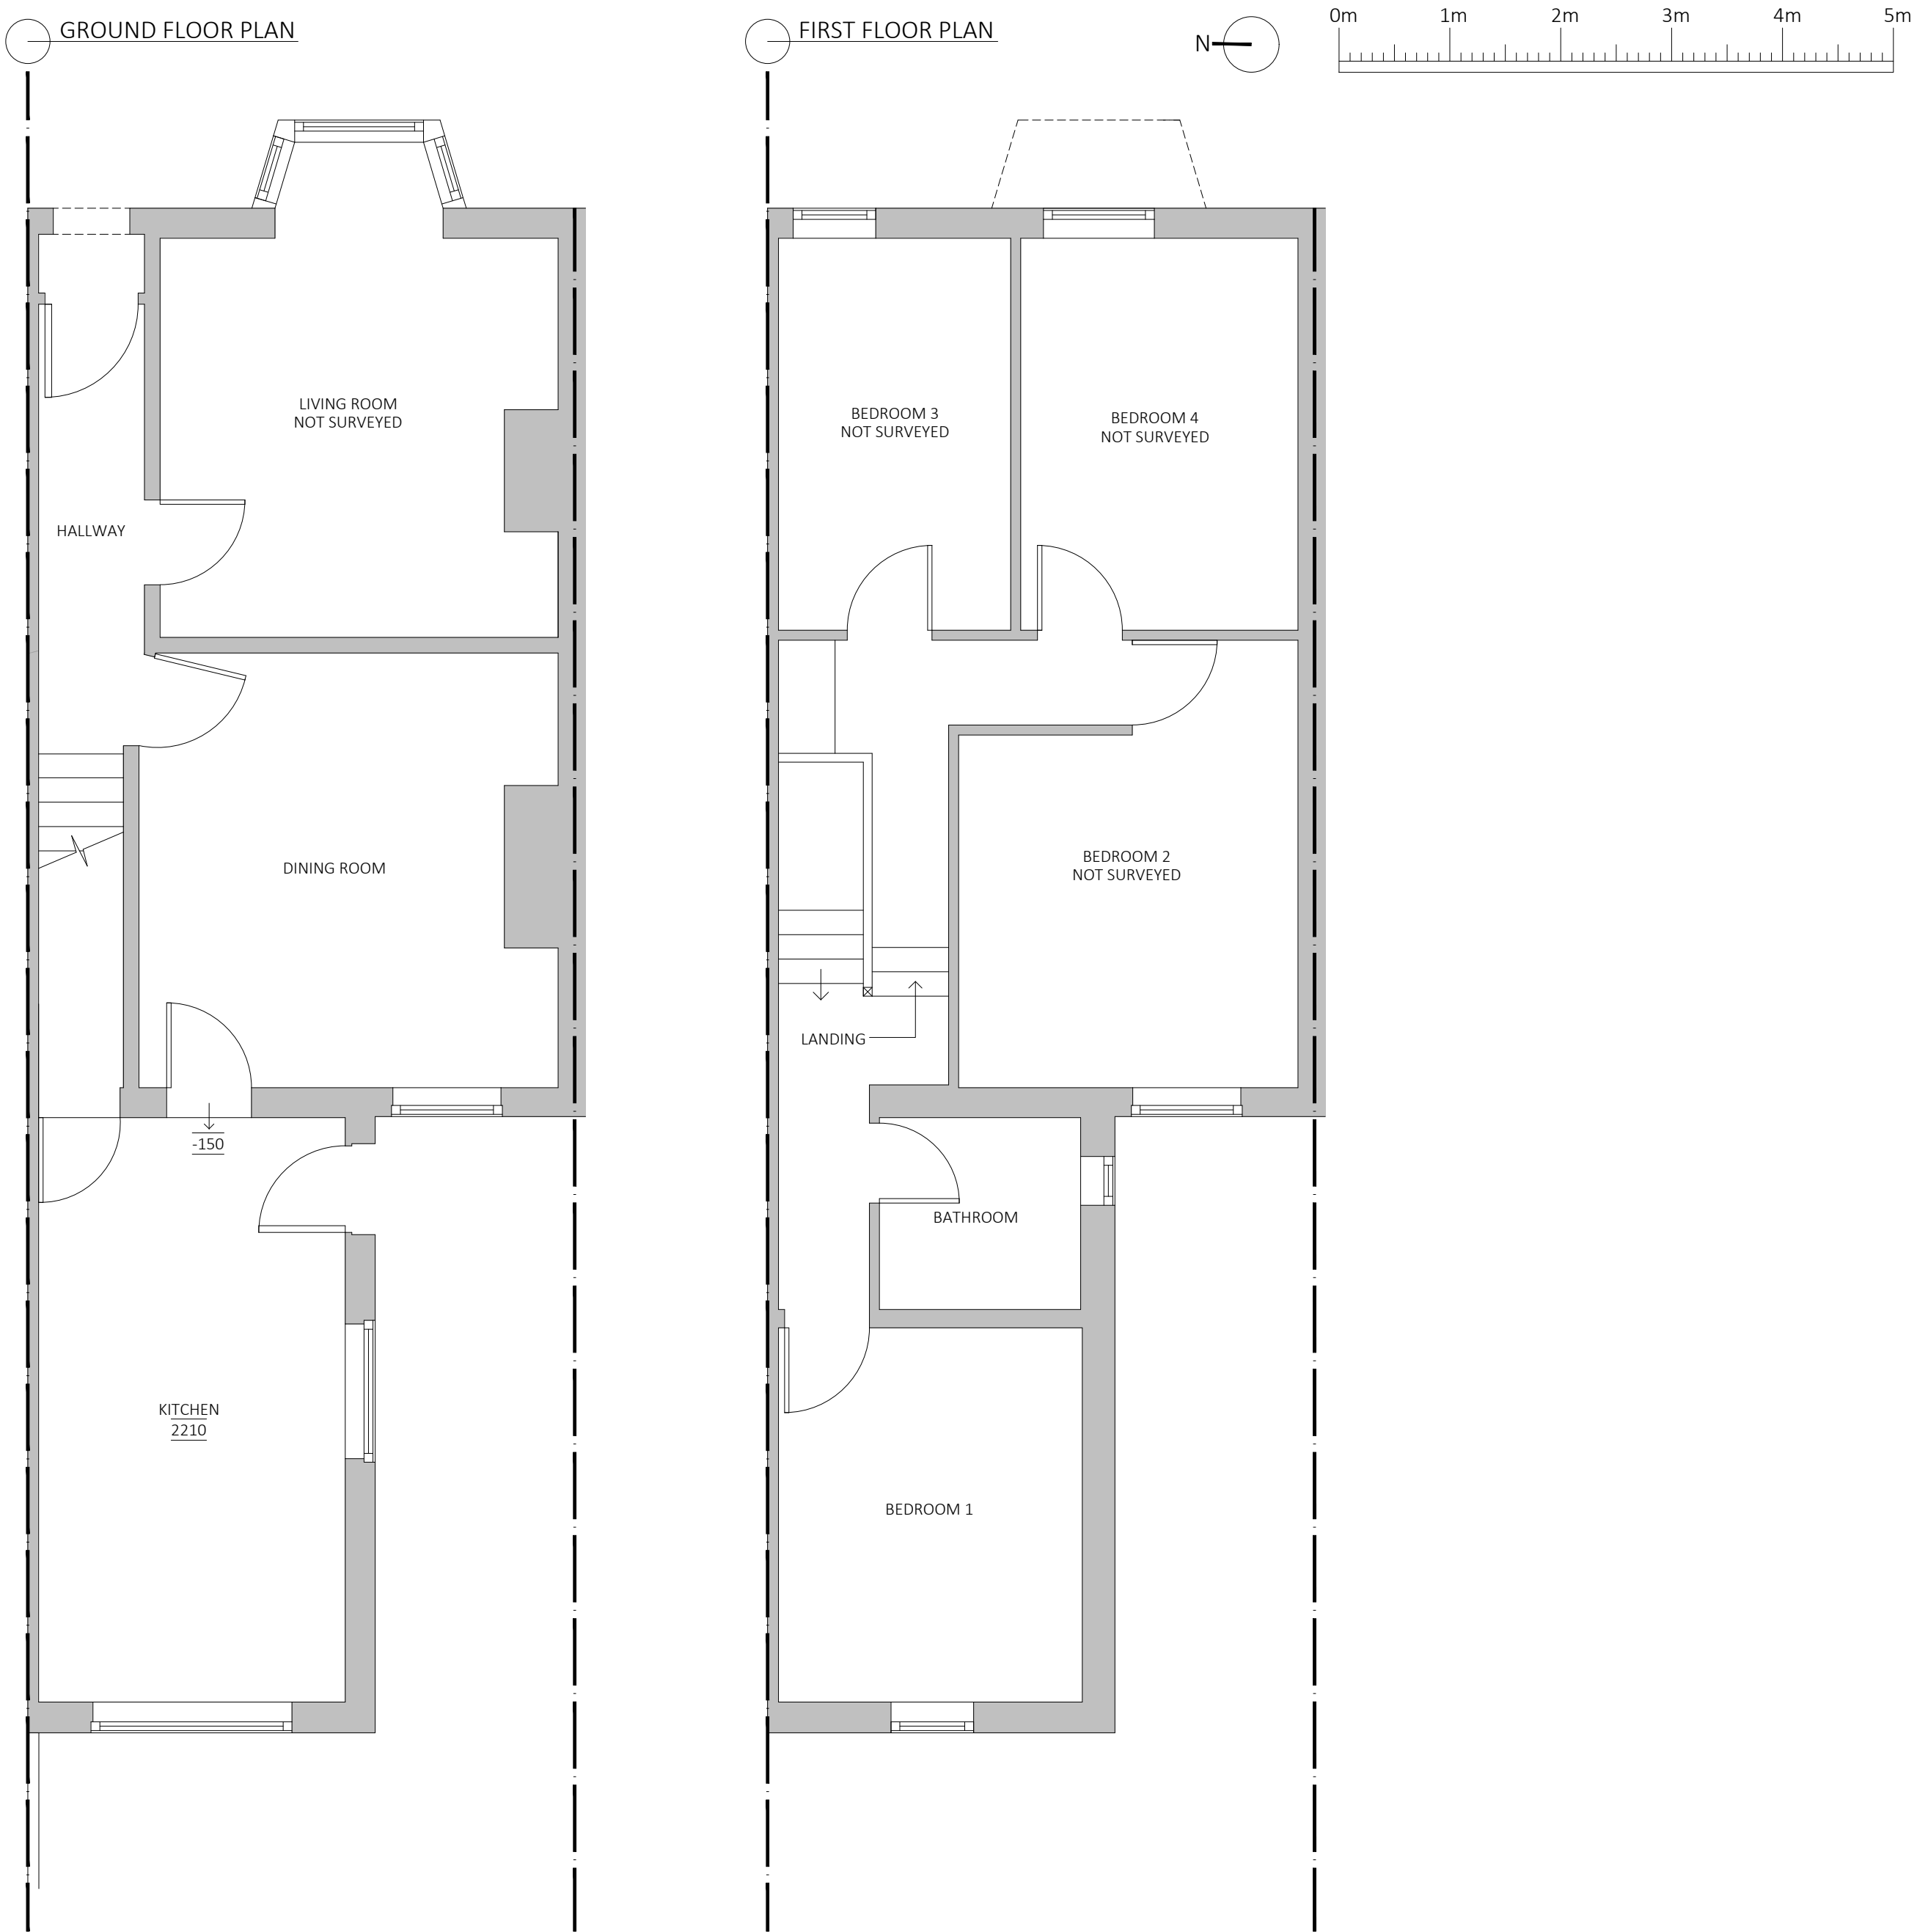 GROUND FLOOR PLAN
FIRST FLOOR PLAN
N
0m 1m 2m 3m 4m 5m
LIVING ROOM
NOT SURVEYED
HALLWAY
DINING ROOM
-150
KITCHEN
2210
BEDROOM 3
NOT SURVEYED
BEDROOM 4
NOT SURVEYED
BEDROOM 2
NOT SURVEYED
LANDING
BATHROOM
BEDROOM 1